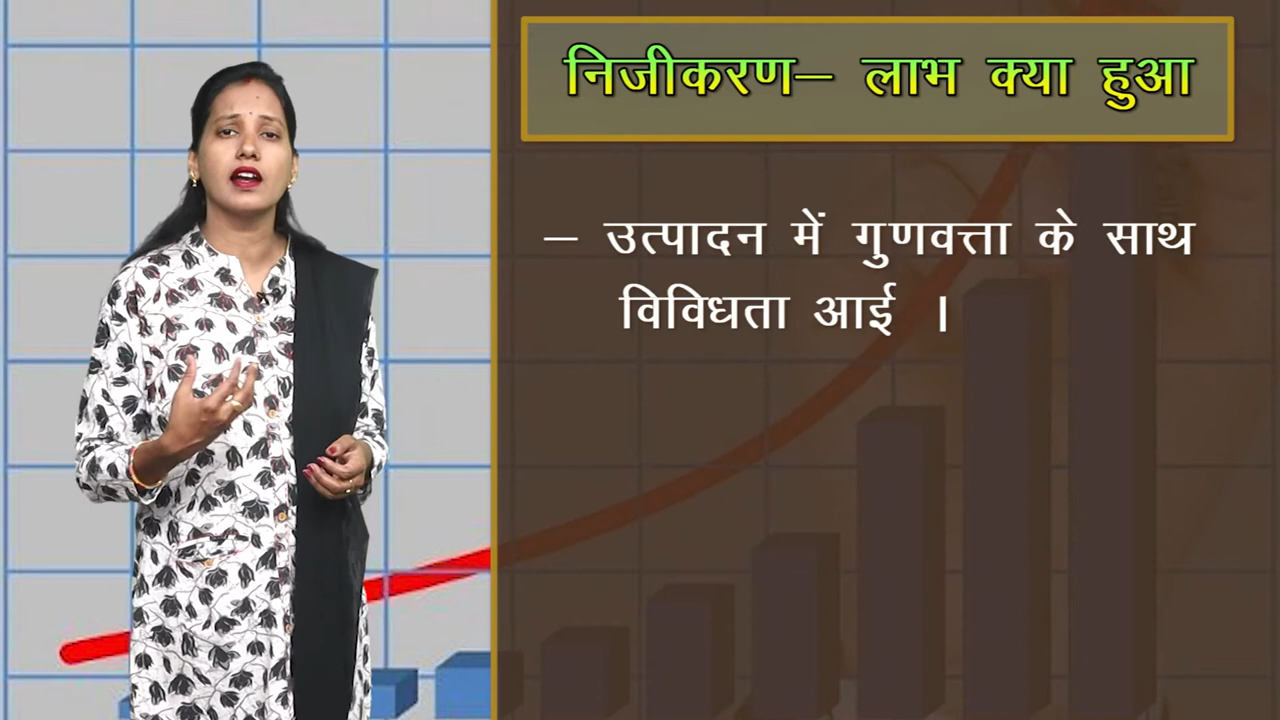 निजीकरण– लाभ क्या हुआ
– उत्पादन में गुणवत्ता के साथ
विविधता आई ।